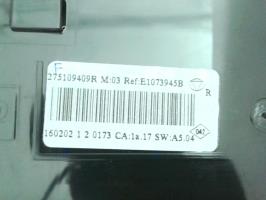 F
275109409R M:03 Ref:E1073945B
R
160202 1 2 0173 CA:1a.17 SW:A5.04